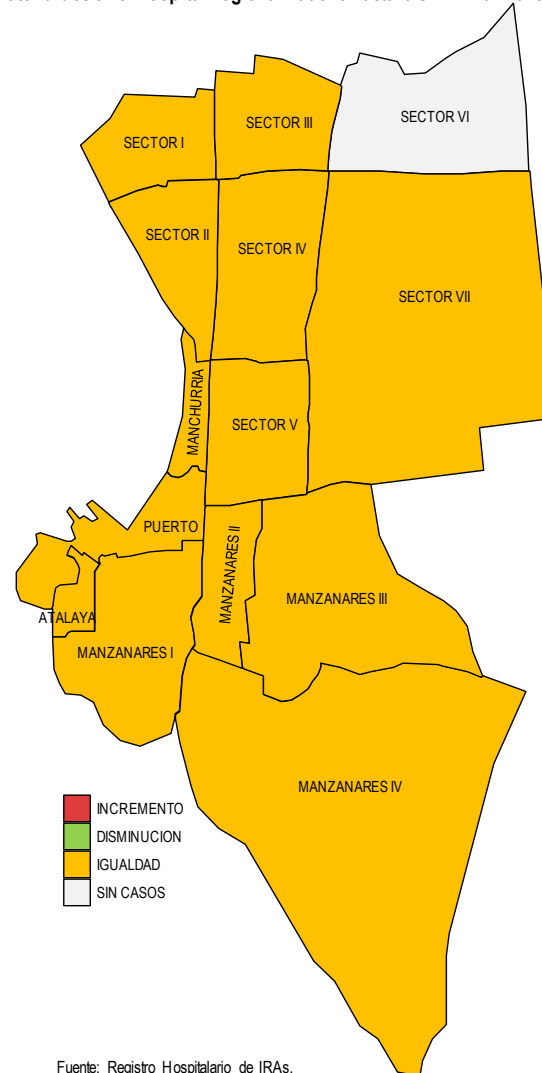 SECTOR VI
SECTOR III
SECTOR I
SECTOR II
SECTOR IV
SECTOR VII
MANCHURRIA
SECTOR V
PUERTO
MANZANARES II
MANZANARES III
ATALAYA
MANZANARES I
MANZANARES IV
INCREMENTO
DISMINUCION
IGUALDAD
SIN CASOS
Fuente: Registro Hospitalario de IRAs.